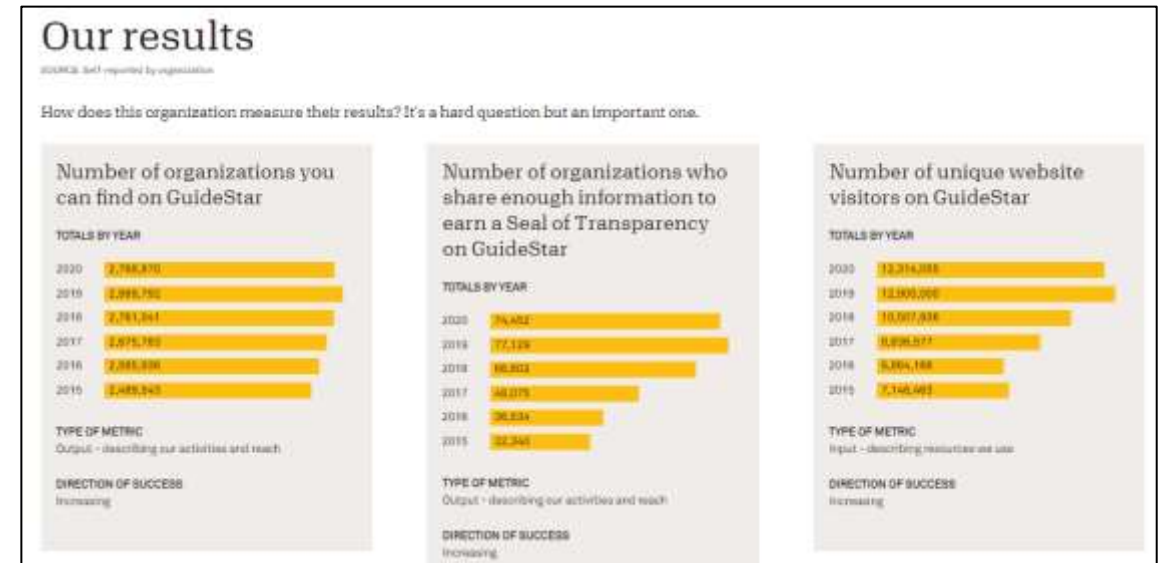 Our results
SOURCE: Self-reported by organization
How does this organization measure their results? It's a hard question but an important one.
Number of organizations you
can find on GuideStar
TOTALS BY YEAR
2020
2019
2018
2017
2016
2015
TYPE OF METRIC
Output - describing our activities and reach
DIRECTION OF SUCCESS
Increasing
Number of organizations who
share enough information to
earn a Seal of Transparency
on GuideStar
TOTALS BY YEAR
2020 74,452
2019 77,129
2018
2017 49,075
2016
2015
TYPE OF METRIC
Output - describing our activities and reach
DIRECTION OF SUCCESS
Increasing
Number of unique website
visitors on GuideStar
TOTALS BY YEAR
2020
2019 12,900,000
2018
2017
2016
2015 7,146,463
TYPE OF METRIC
Input - describing resources we use
DIRECTION OF SUCCESS
Increasing